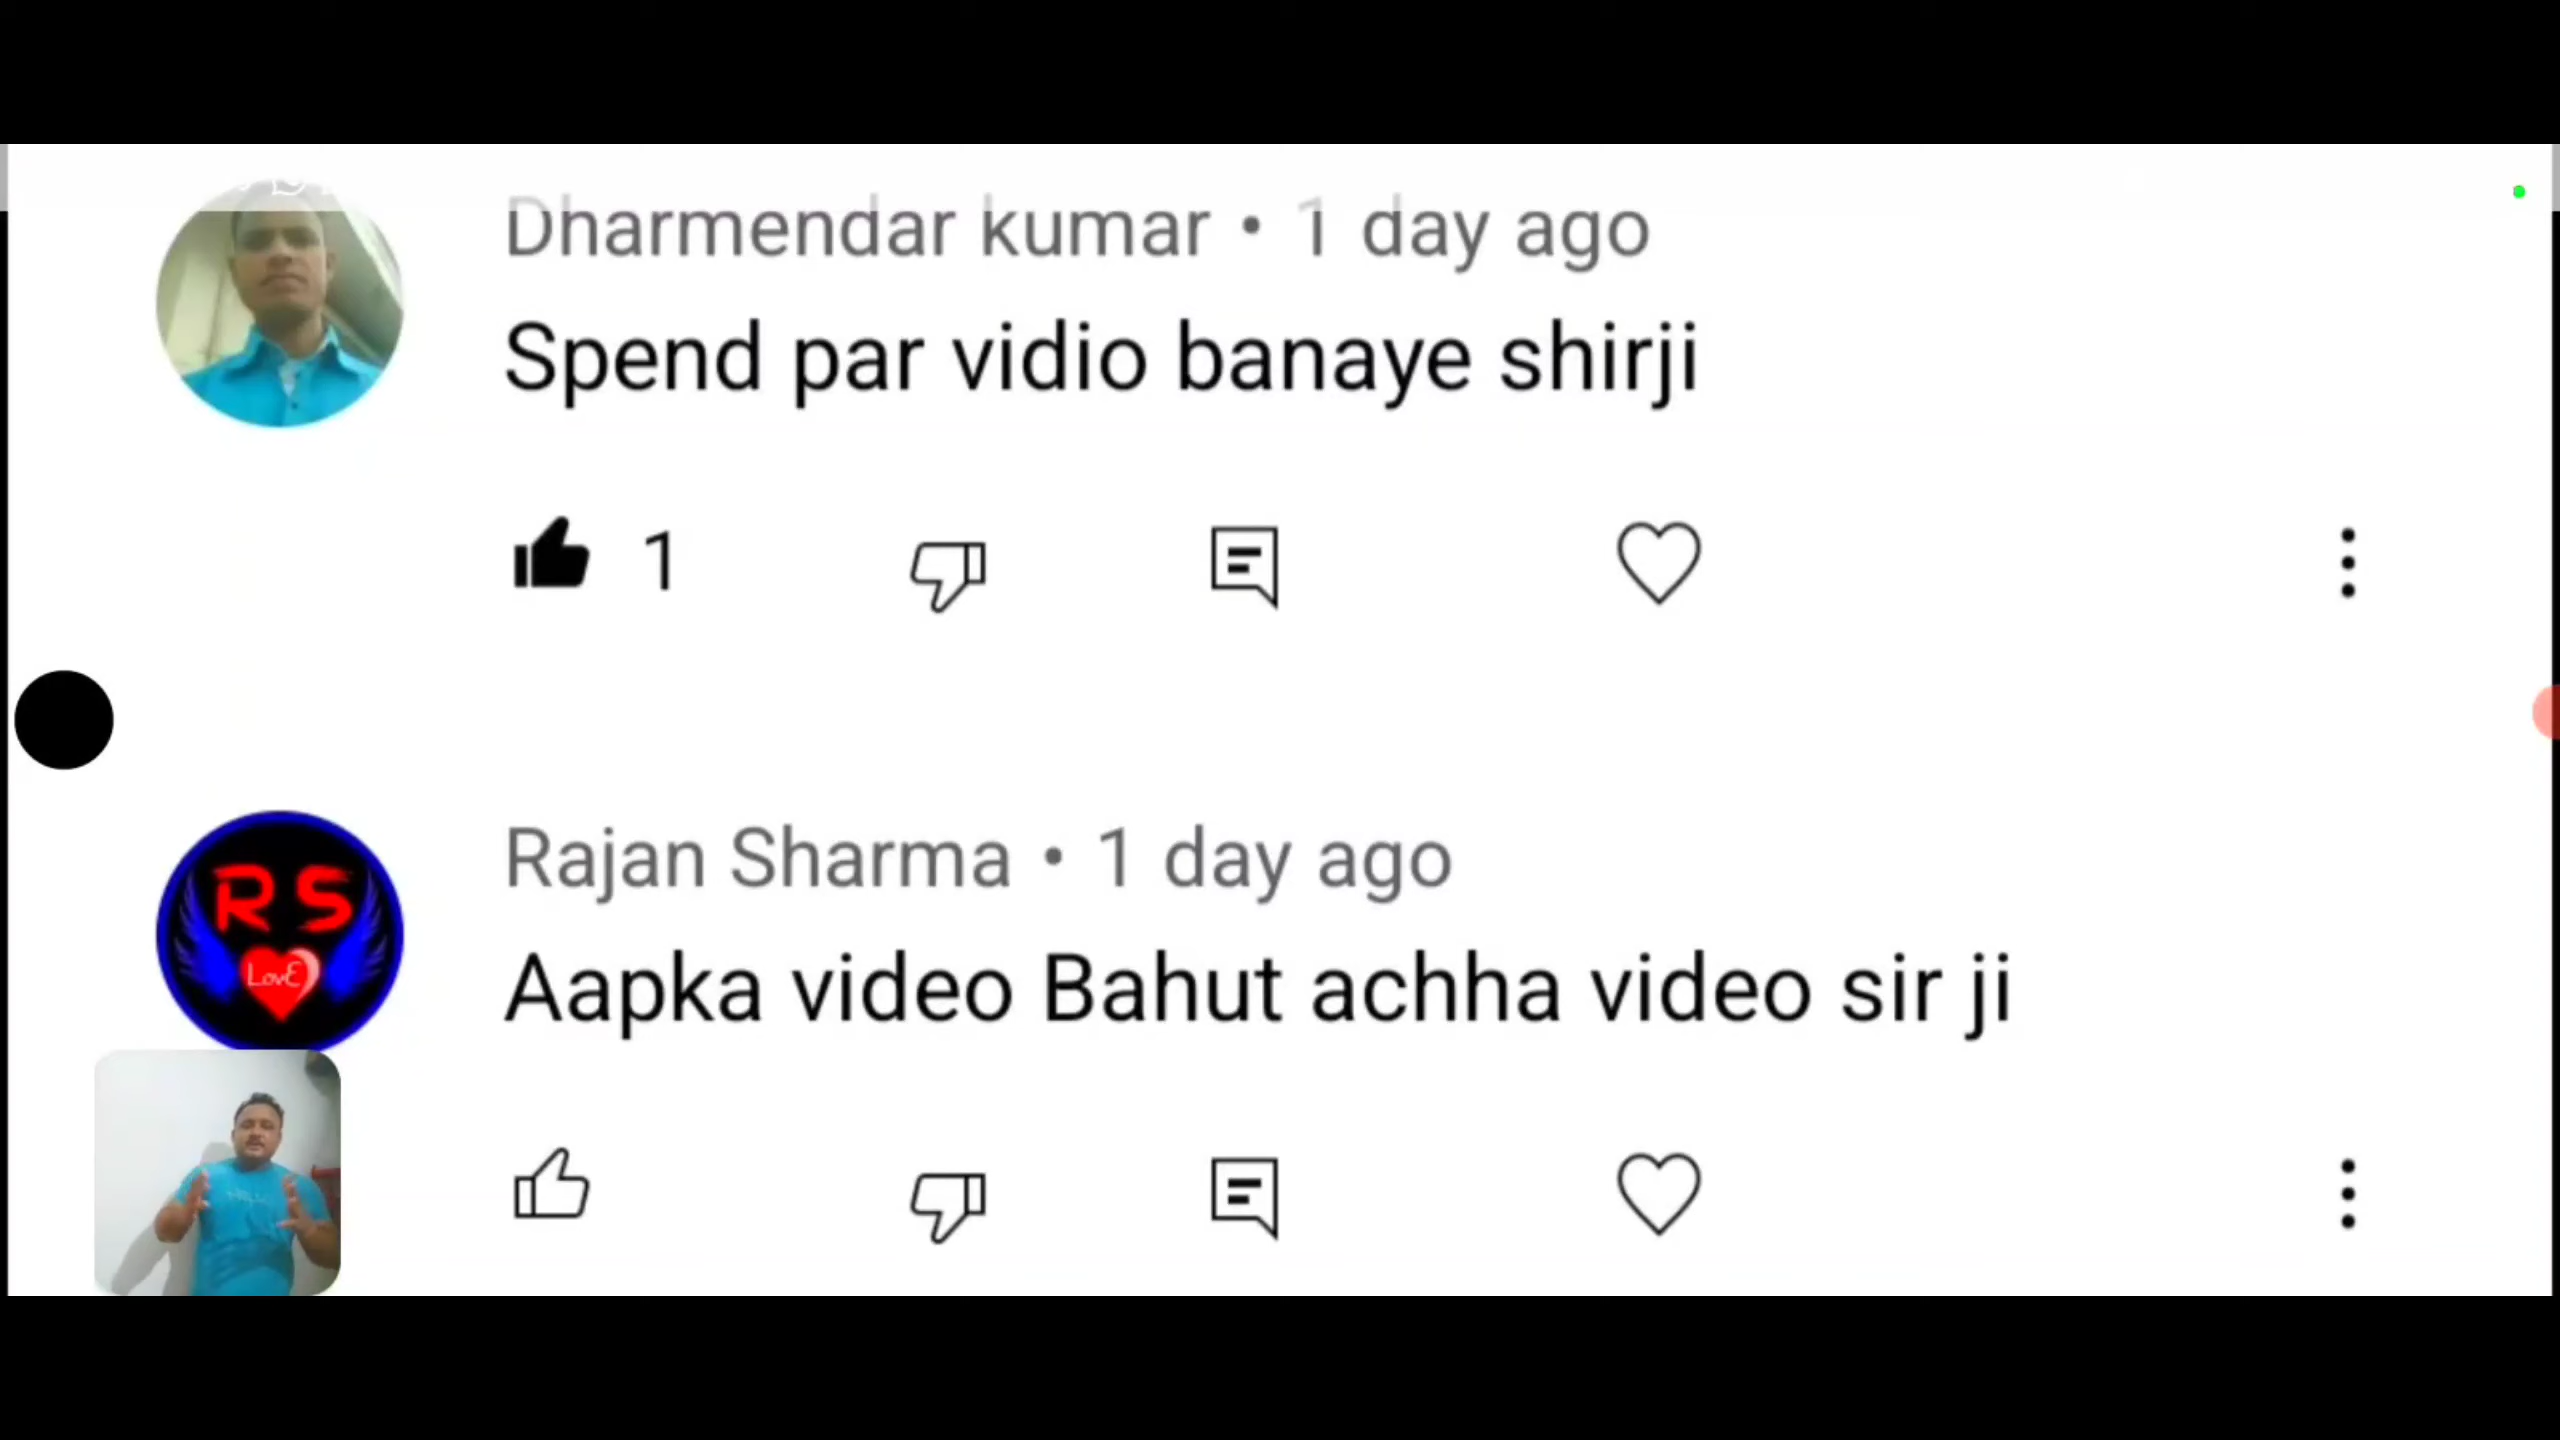 Dharmendar kumar • 1 day ago
Spend par vidio banaye shirji
1
Rajan Sharma • 1 day ago
R S
LovE
Aapka video Bahut achha video sir ji